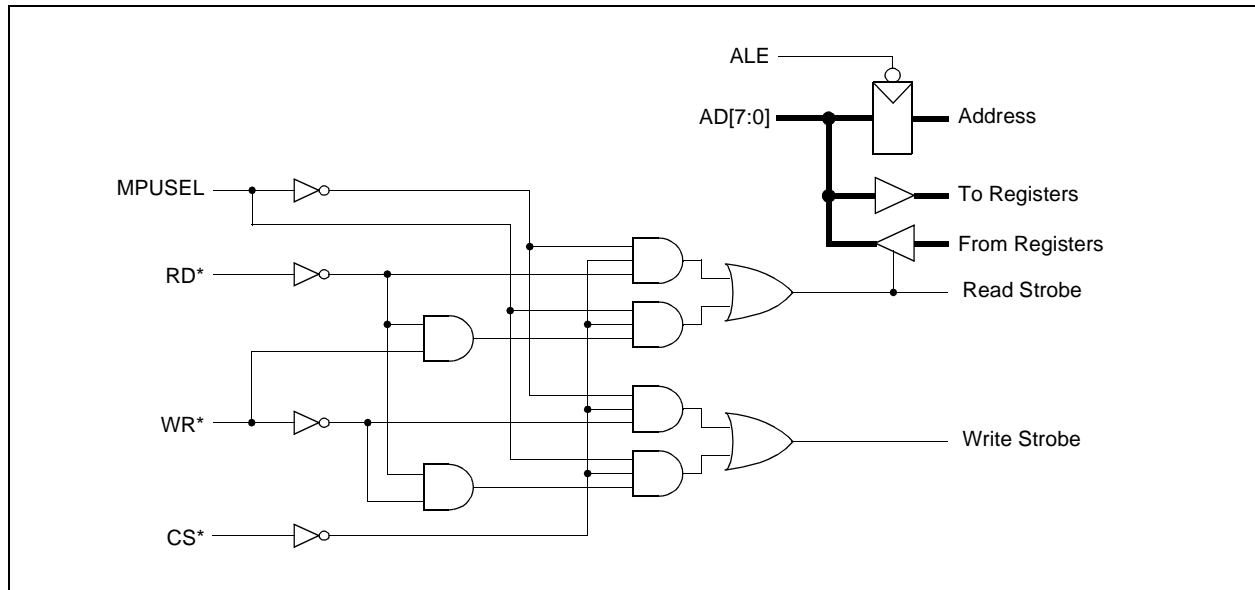 ALE
AD[7:0]
Address
MPUSEL
To Registers
From Registers
RD*
Read Strobe
WR*
Write Strobe
CS*